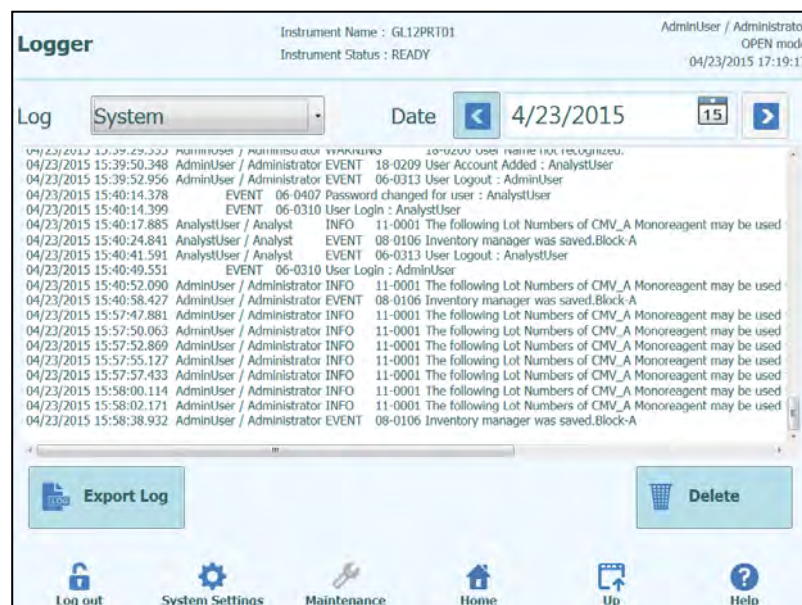 Logger
Instrument Name : GL12PRT01
Instrument Status : READY
AdminUser / Administrato
OPEN mod
04/23/2015 17:19:1
Log
System
Date
4/23/2015
15
04/23/2015 15:39:29.555 AdminUser / Administrator WARNING 18-0200 User Name not recognized.
04/23/2015 15:39:50.348 AdminUser / Administrator EVENT 18-0209 User Account Added : AnalystUser
04/23/2015 15:39:52.956 AdminUser / Administrator EVENT 06-0313 User Logout : AdminUser
04/23/2015 15:40:14.378 EVENT 06-0407 Password changed for user : AnalystUser
04/23/2015 15:40:14.399 EVENT 06-0310 User Login : AnalystUser
04/23/2015 15:40:17.885 AnalystUser / Analyst INFO 11-0001 The following Lot Numbers of CMV_A Monoreagent may be used
04/23/2015 15:40:24.841 AnalystUser / Analyst EVENT 08-0106 Inventory manager was saved.Block-A
04/23/2015 15:40:41.591 AnalystUser / Analyst EVENT 06-0313 User Logout : AnalystUser
04/23/2015 15:40:49.551 EVENT 06-0310 User Login : AdminUser
04/23/2015 15:40:52.090 AdminUser / Administrator INFO 11-0001 The following Lot Numbers of CMV_A Monoreagent may be used
04/23/2015 15:40:58.427 AdminUser / Administrator EVENT 08-0106 Inventory manager was saved.Block-A
04/23/2015 15:57:47.881 AdminUser / Administrator INFO 11-0001 The following Lot Numbers of CMV_A Monoreagent may be used
04/23/2015 15:57:50.063 AdminUser / Administrator INFO 11-0001 The following Lot Numbers of CMV_A Monoreagent may be used
04/23/2015 15:57:52.869 AdminUser / Administrator INFO 11-0001 The following Lot Numbers of CMV_A Monoreagent may be used
04/23/2015 15:57:55.127 AdminUser / Administrator INFO 11-0001 The following Lot Numbers of CMV_A Monoreagent may be used
04/23/2015 15:57:57.433 AdminUser / Administrator INFO 11-0001 The following Lot Numbers of CMV_A Monoreagent may be used
04/23/2015 15:58:00.114 AdminUser / Administrator INFO 11-0001 The following Lot Numbers of CMV_A Monoreagent may be used
04/23/2015 15:58:02.171 AdminUser / Administrator INFO 11-0001 The following Lot Numbers of CMV_A Monoreagent may be used
04/23/2015 15:58:38.932 AdminUser / Administrator EVENT 08-0106 Inventory manager was saved.Block-A
Export Log
Delete
Log out
System Settings
Maintenance
Home
Up
Help